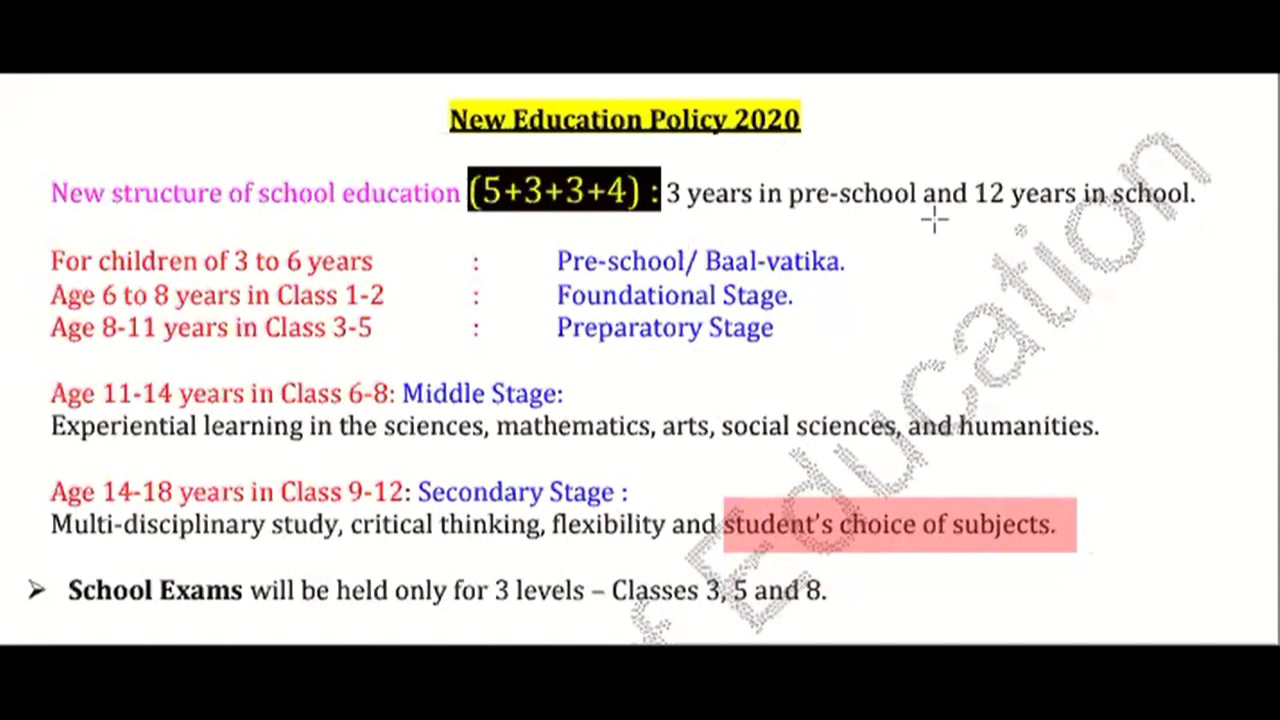 New Education Policy 2020
New structure of school education (5+3+3+4) : 3 years in pre-school and 12 years in school.
For children of 3 to 6 years : Pre-school/ Baal-vatika.
Age 6 to 8 years in Class 1-2 : Foundational Stage.
Age 8-11 years in Class 3-5 : Preparatory Stage
Age 11-14 years in Class 6-8: Middle Stage:
Experiential learning in the sciences, mathematics, arts, social sciences, and humanities.
Age 14-18 years in Class 9-12: Secondary Stage :
Multi-disciplinary study, critical thinking, flexibility and student's choice of subjects.
➢ School Exams will be held only for 3 levels – Classes 3, 5 and 8.
f Education